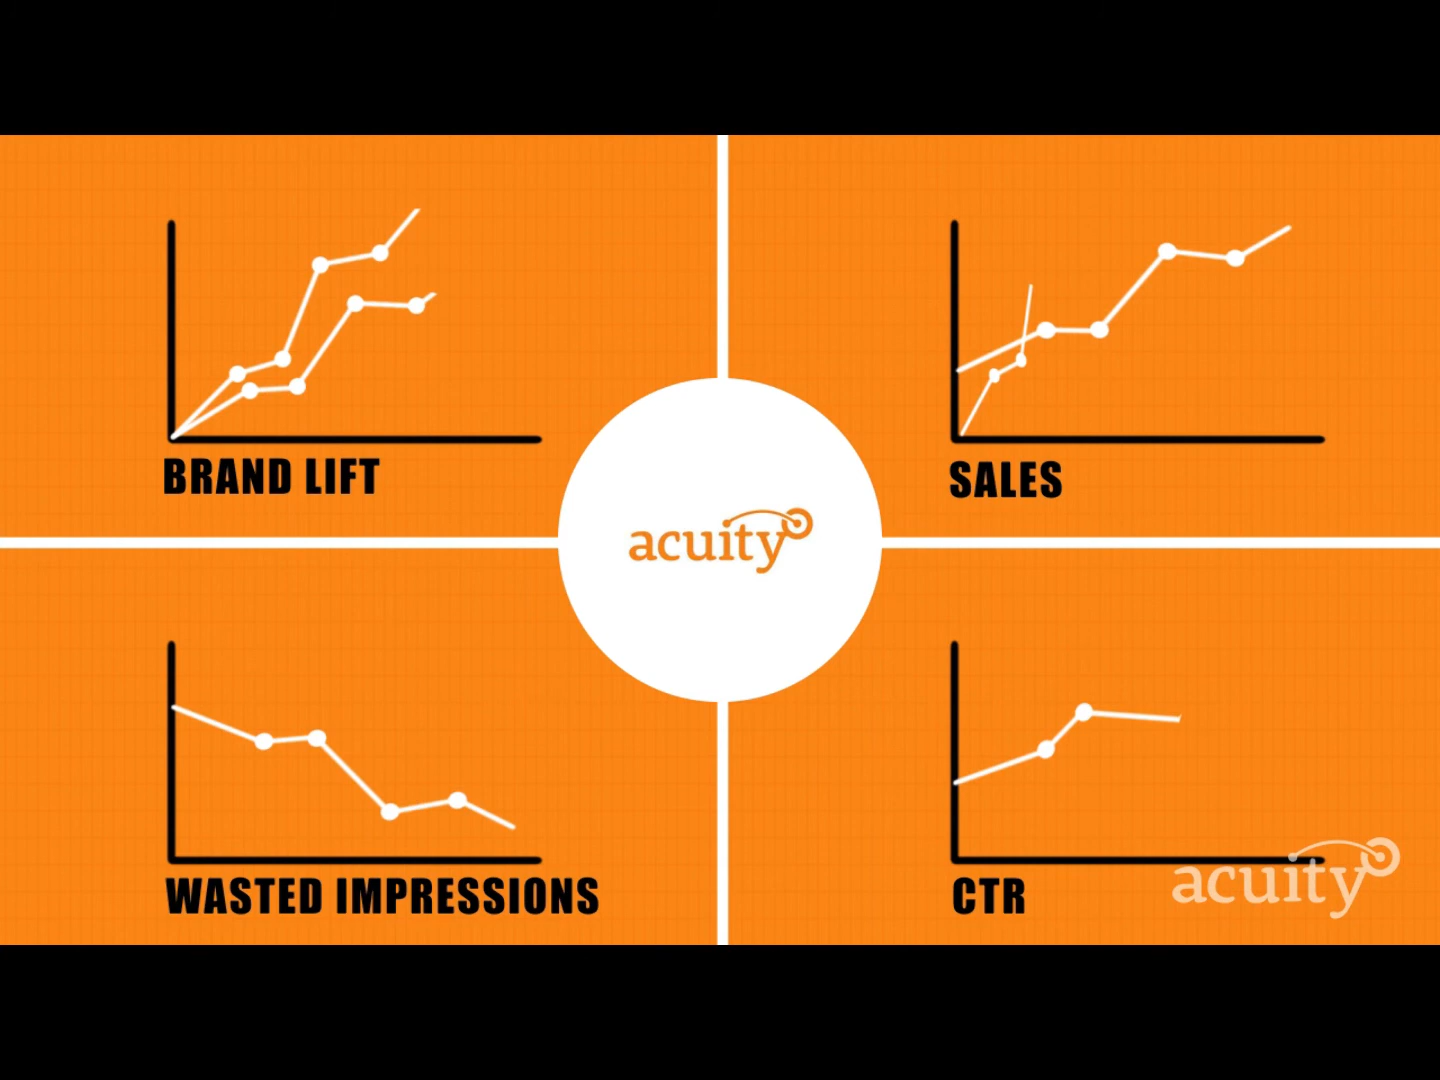 BRAND LIFT
SALES
acuity
WASTED IMPRESSIONS
CTR
acuity